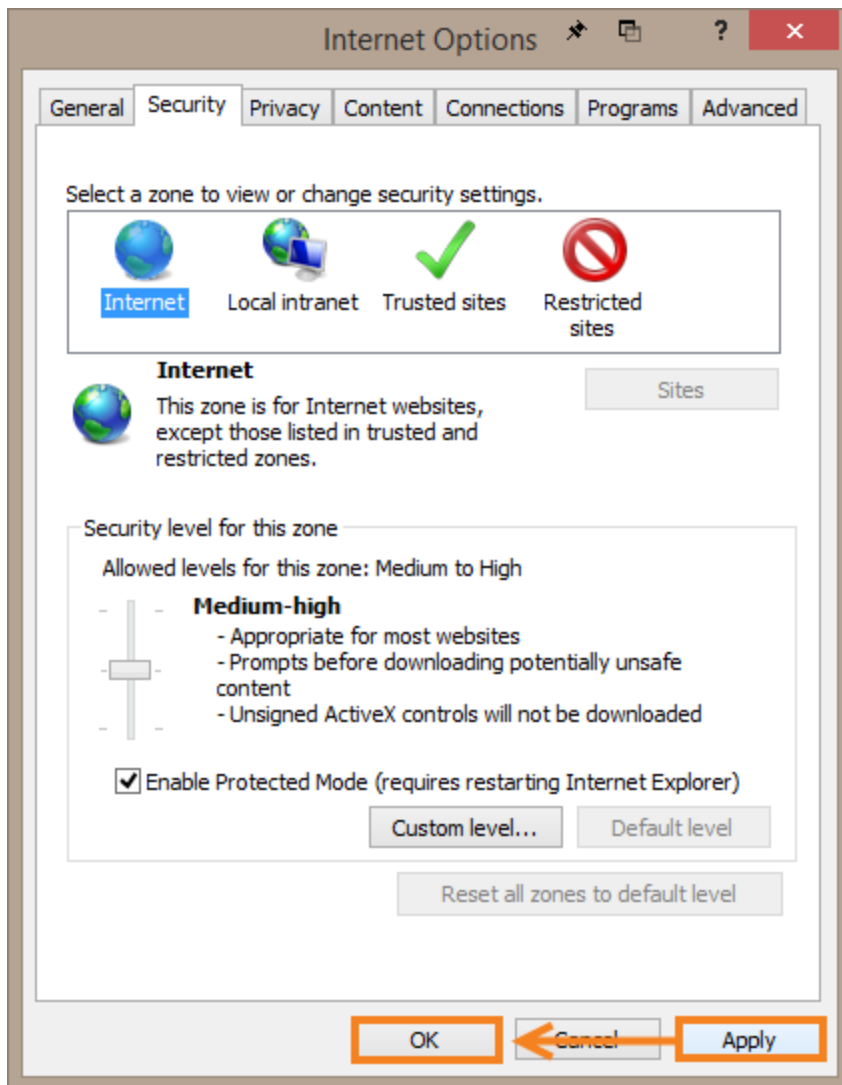 Internet Options
?
General Security Privacy Content Connections Programs Advanced
Select a zone to view or change security settings.
Internet Local intranet Trusted sites Restricted
sites
Internet
Sites
This zone is for Internet websites,
except those listed in trusted and
restricted zones.
Security level for this zone
Allowed levels for this zone: Medium to High
Medium-high
- Appropriate for most websites
- Prompts before downloading potentially unsafe
content
- Unsigned ActiveX controls will not be downloaded
Enable Protected Mode (requires restarting Internet Explorer)
Custom level... Default level
Reset all zones to default level
OK Cancel Apply